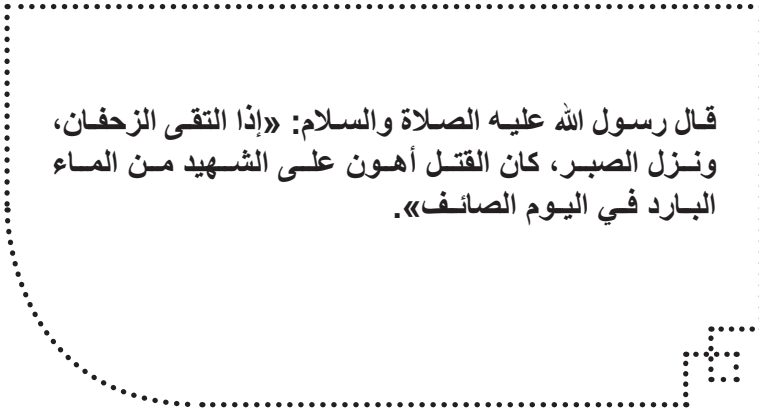 قال رسول الله عليه الصلاة والسلام: «إذا التقى الزحفان،
ونزل الصبر، كان القتل أهون على الشهيد من الماء
البارد في اليوم الصائف».